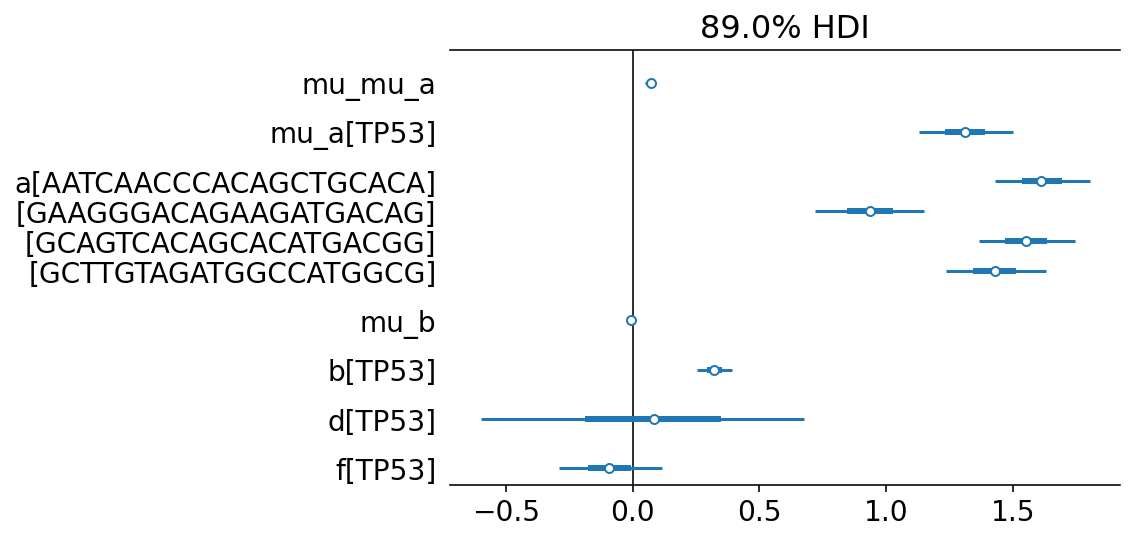 89.0% HDI
mu_mu_a
mu_a[TP53]
a[AATCAACCCACAGCTGCACA]
[GAAGGGACAGAAGATGACAG]
[GCAGTCACAGCACATGACGG]
[GCTTGTAGATGGCCATGGCG]
mu_b
b[TP53]
d[TP53]
f[TP53]
−0.5 0.0 0.5 1.0 1.5